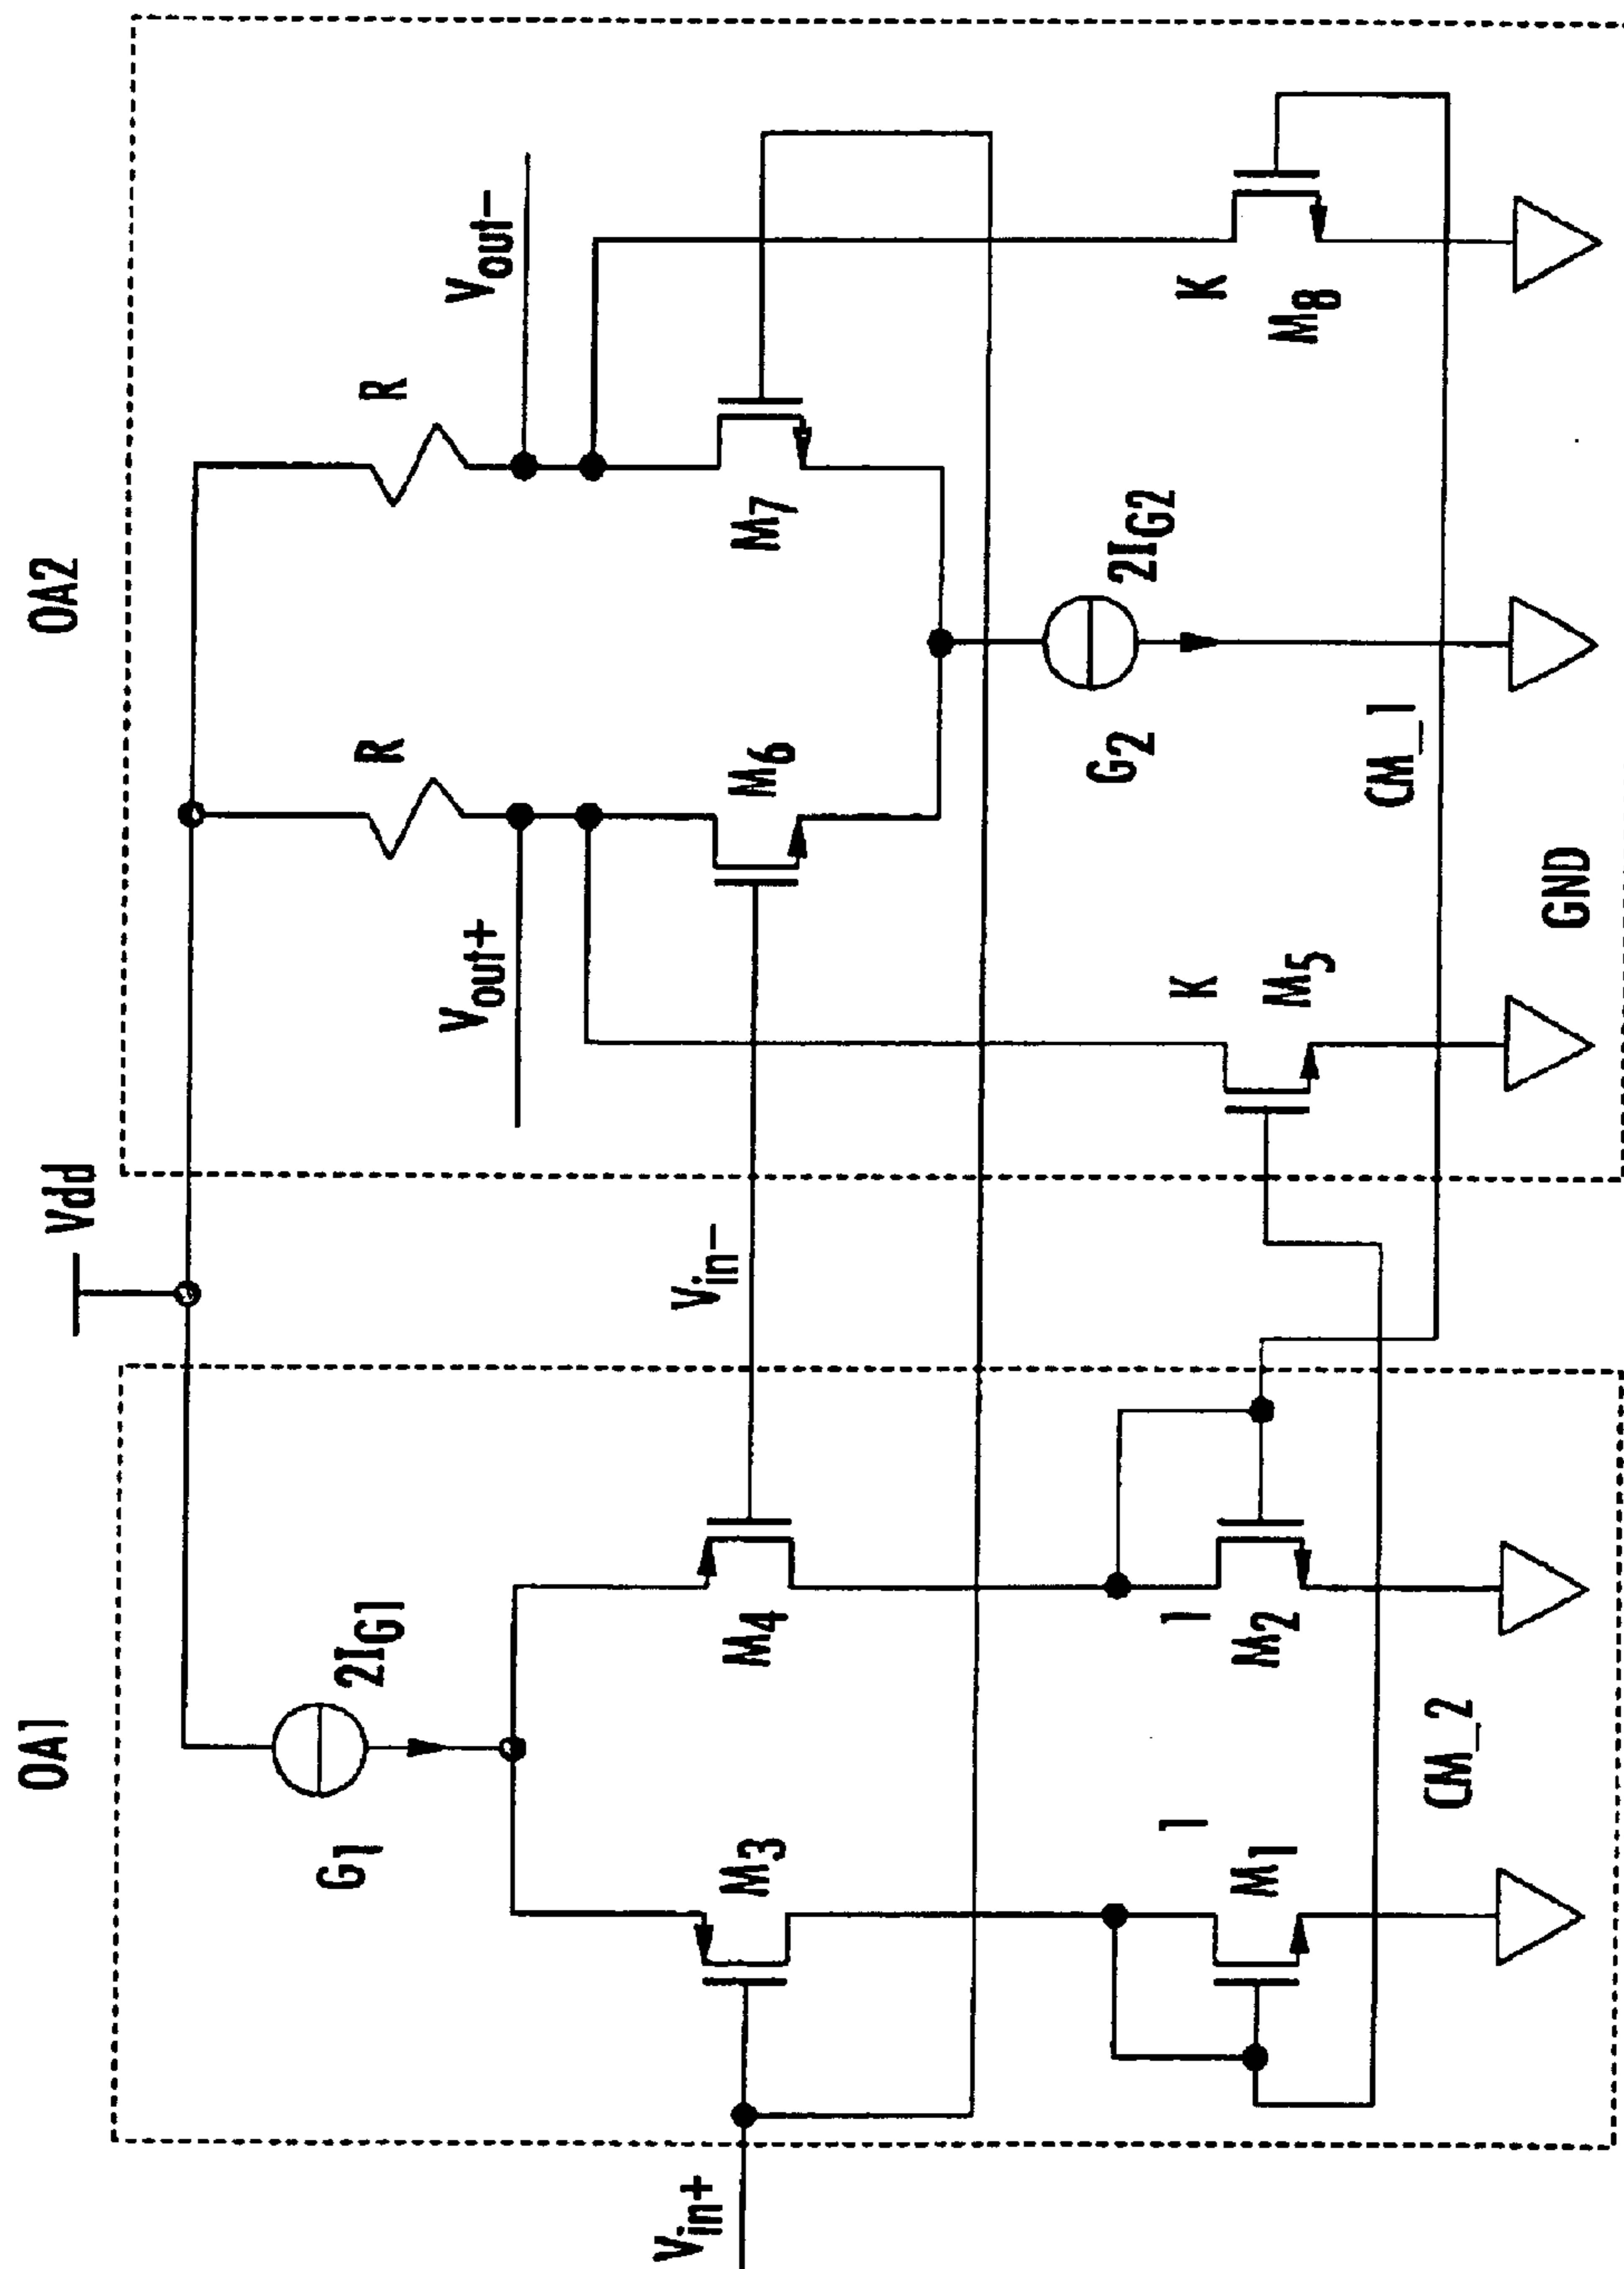 OA1
OA2
Vdd
G1
2IG1
R
R
Vout+
Vout−
Vin+
Vin−
M3
M4
M6
M7
G2
2IG2
1
M1
1
M2
K
M5
K
M8
CM_2
CM_1
GND